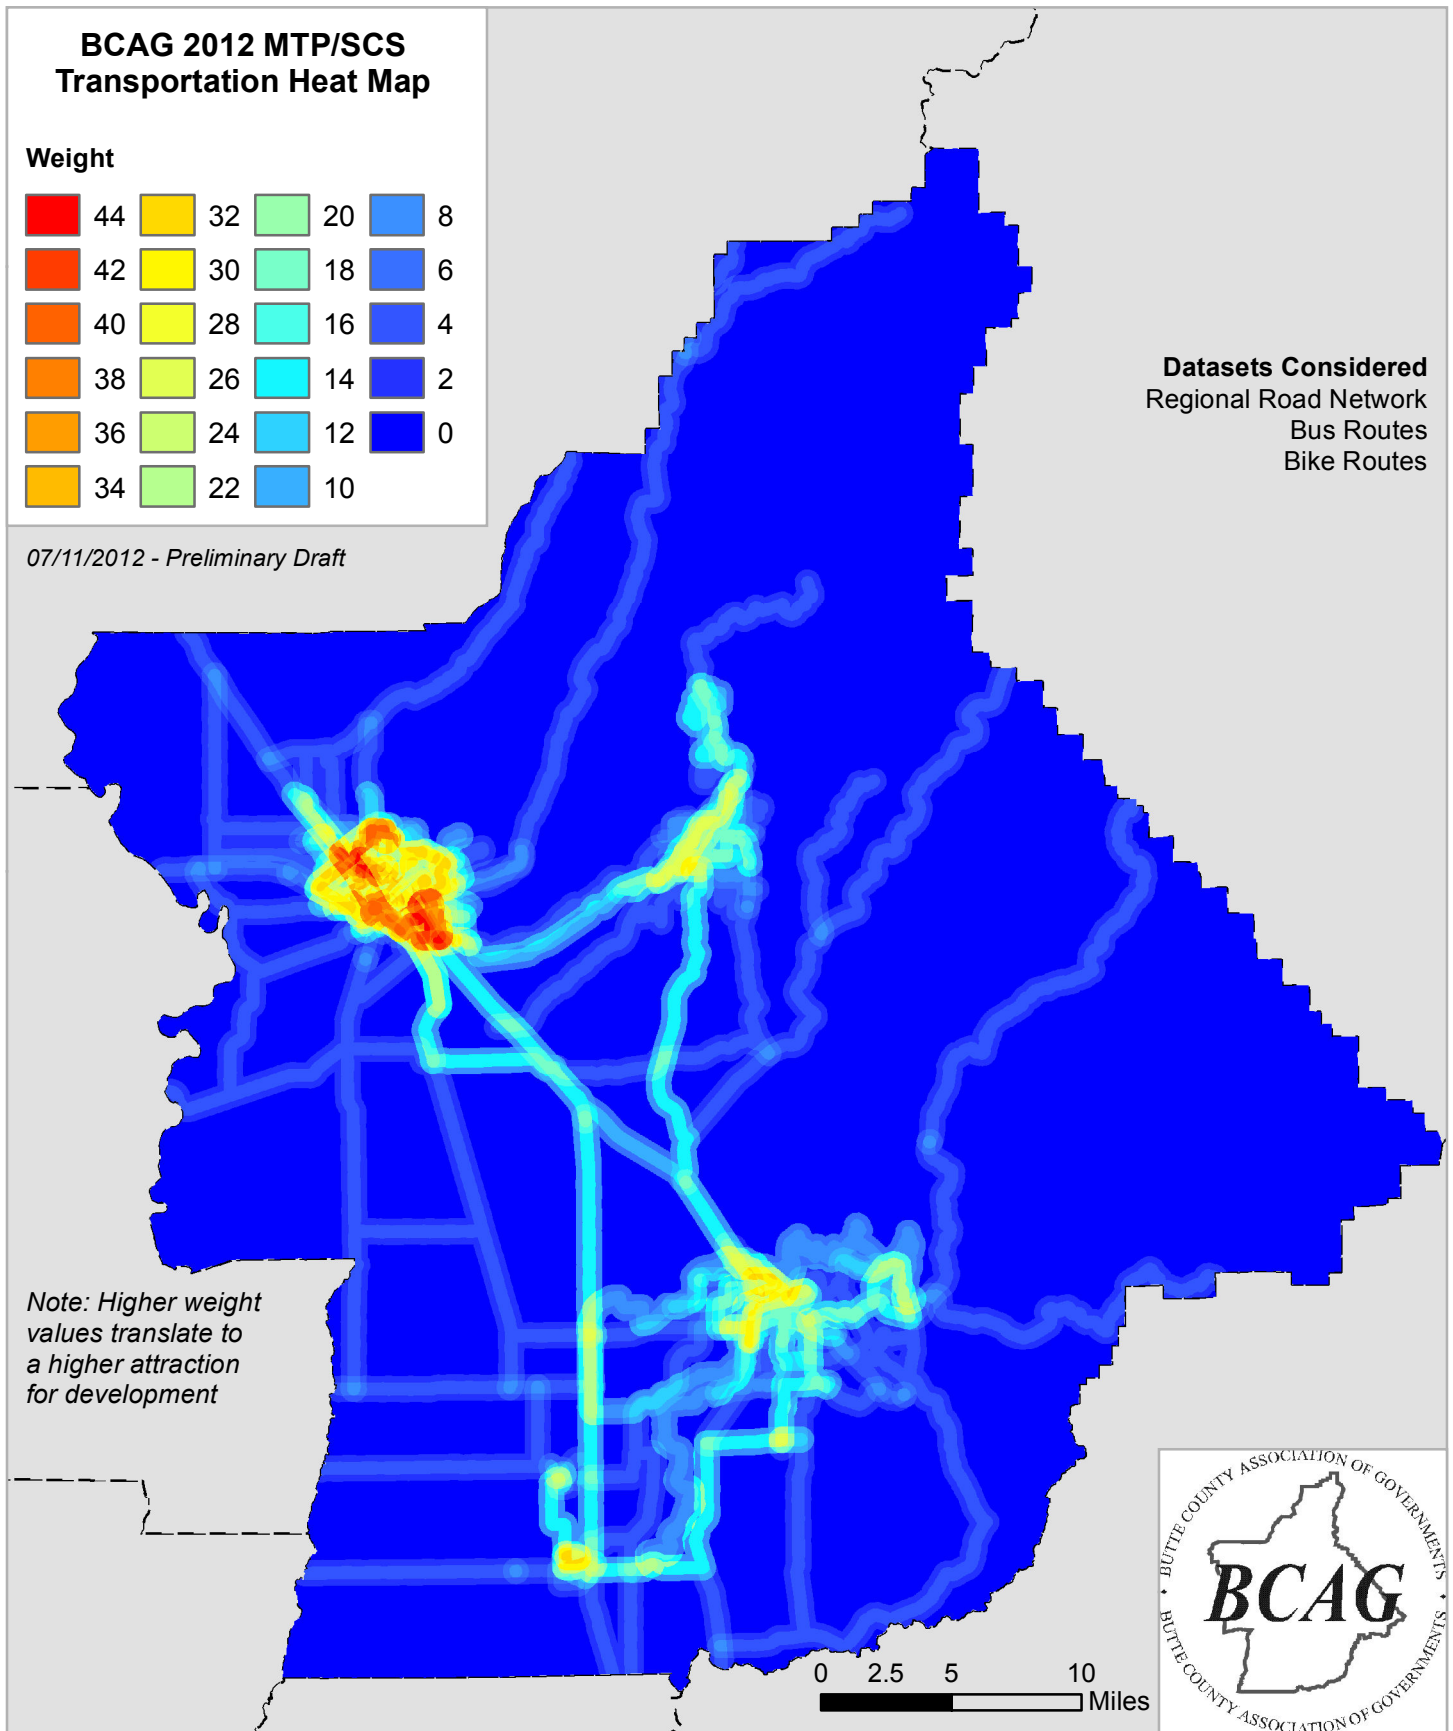 BCAG 2012 MTP/SCS
Transportation Heat Map
Weight
44 32 20 8
42 30 18 6
40 28 16 4
38 26 14 2
36 24 12 0
34 22 10
07/11/2012 - Preliminary Draft
Datasets Considered
Regional Road Network
Bus Routes
Bike Routes
Note: Higher weight
values translate to
a higher attraction
for development
0 2.5 5 10
Miles
BUTTE COUNTY ASSOCIATION OF GOVERNMENTS
BCAG
BUTTE COUNTY ASSOCIATION OF GOVERNMENTS